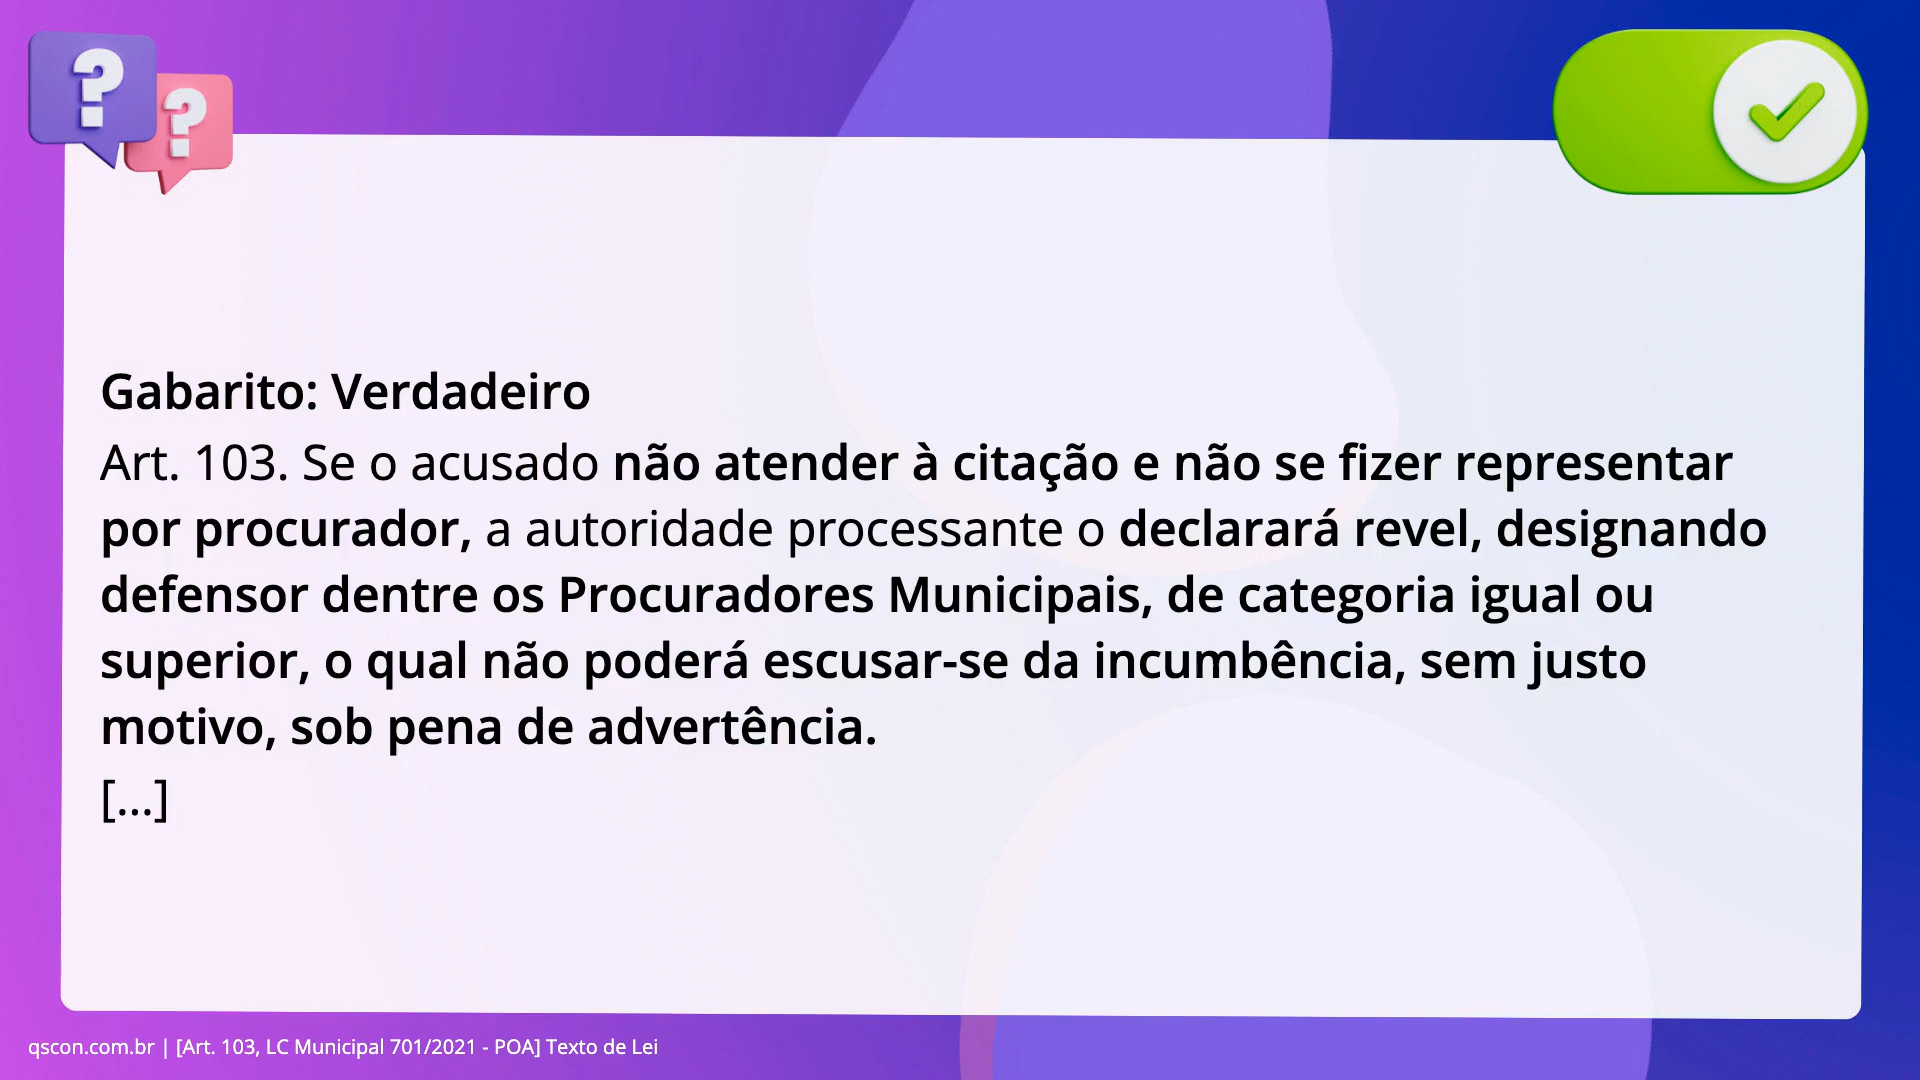 Gabarito: Verdadeiro
Art. 103. Se o acusado não atender à citação e não se fizer representar
por procurador, a autoridade processante o declarará revel, designando
defensor dentre os Procuradores Municipais, de categoria igual ou
superior, o qual não poderá escusar-se da incumbência, sem justo
motivo, sob pena de advertência.
[...]
qscon.com.br | [Art. 103, LC Municipal 701/2021 - POA] Texto de Lei